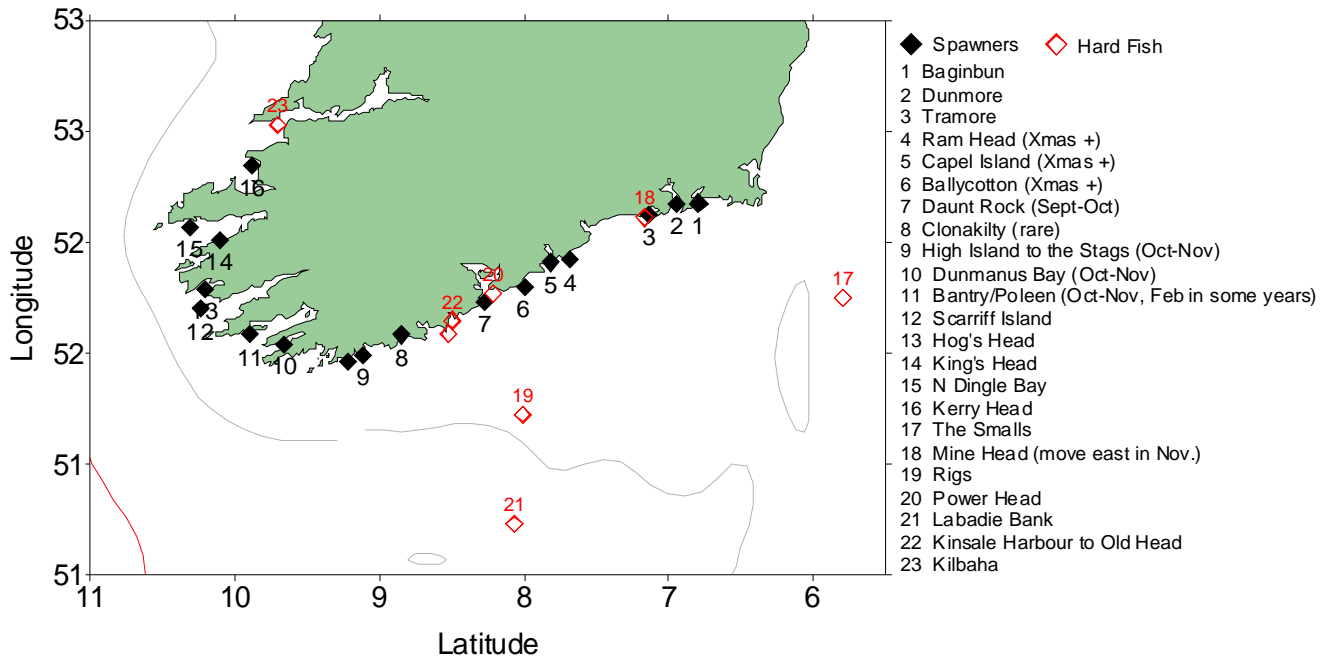 53
53
52
52
51
51
Longitude
11 10 9 8 7 6
Latitude
23
16
15
14
13
12
11
10
9
8
22
7
20
6
5
4
18
3
2
1
17
19
21
Spawners
Hard Fish
1 Baginbun
2 Dunmore
3 Tramore
4 Ram Head (Xmas +)
5 Capel Island (Xmas +)
6 Ballycotton (Xmas +)
7 Daunt Rock (Sept-Oct)
8 Clonakilty (rare)
9 High Island to the Stags (Oct-Nov)
10 Dunmanus Bay (Oct-Nov)
11 Bantry/Poleen (Oct-Nov, Feb in some years)
12 Scarriff Island
13 Hog's Head
14 King's Head
15 N Dingle Bay
16 Kerry Head
17 The Smalls
18 Mine Head (move east in Nov.)
19 Rigs
20 Power Head
21 Labadie Bank
22 Kinsale Harbour to Old Head
23 Kilbaha